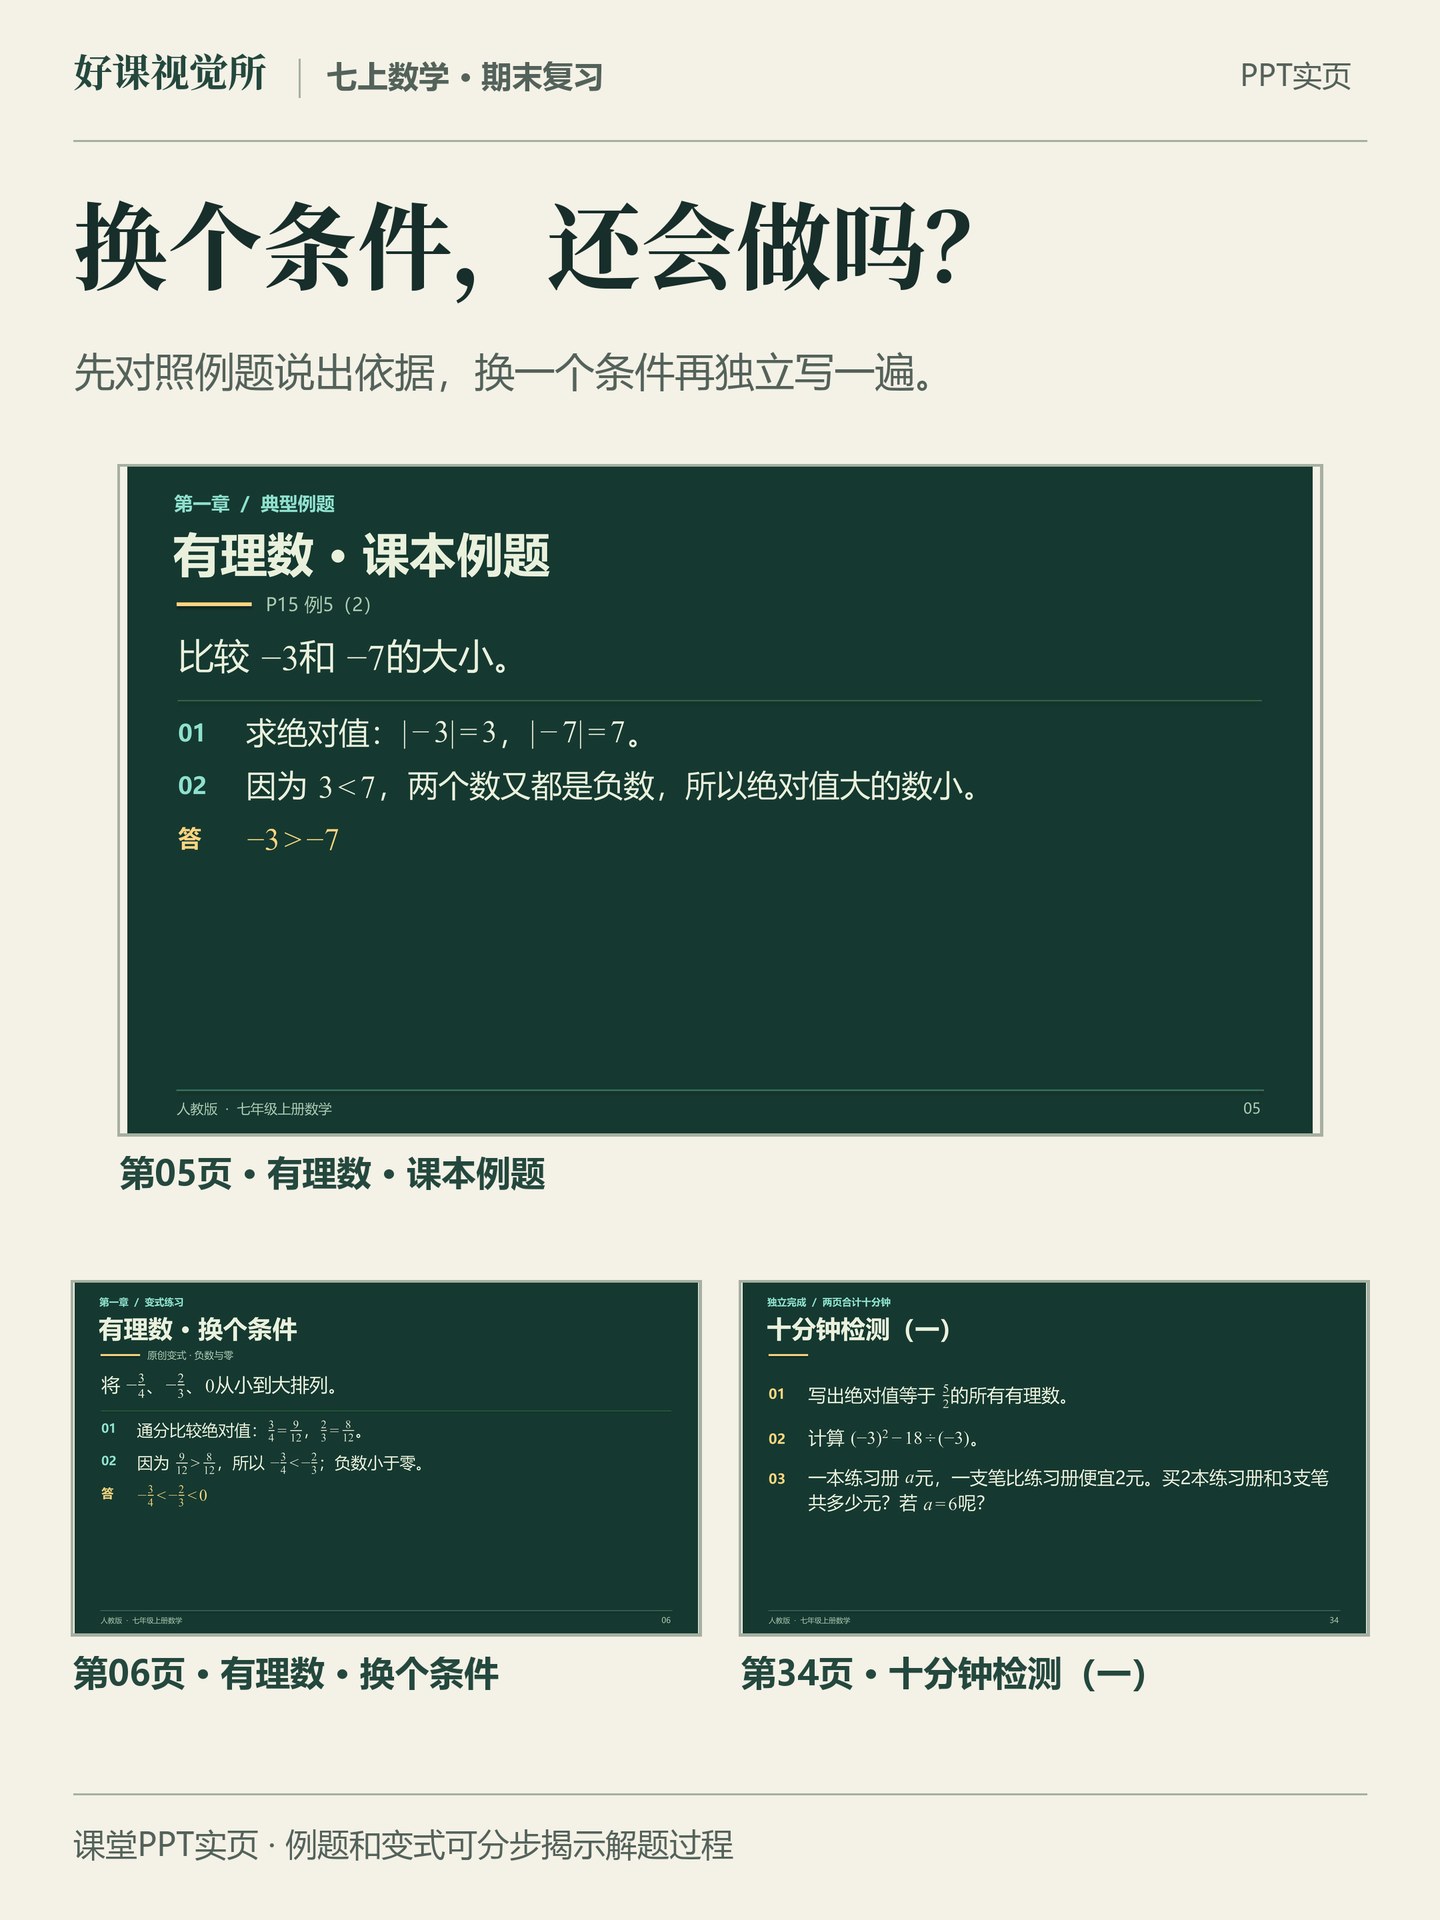 好课视觉所 | 七上数学·期末复习 PPT实页
换个条件，还会做吗？
先对照例题说出依据，换一个条件再独立写一遍。
第一章 / 典型例题
有理数·课本例题
P15 例5（2）
比较 −3和 −7的大小。
01 求绝对值：|−3|=3，|−7|=7。
02 因为 3<7，两个数又都是负数，所以绝对值大的数小。
答 −3>−7
人教版 · 七年级上册数学 05
第05页·有理数·课本例题
第一章 / 变式练习
有理数·换个条件
原创变式 · 负数与零
将 −3/4、−2/3、0从小到大排列。
01 通分比较绝对值：3/4=9/12，2/3=8/12。
02 因为 9/12>8/12，所以 −3/4<−2/3；负数小于零。
答 −3/4<−2/3<0
人教版 · 七年级上册数学 06
第06页·有理数·换个条件
独立完成 / 两页合计十分钟
十分钟检测（一）
01 写出绝对值等于 5/2的所有有理数。
02 计算 (−3)²−18÷(−3)。
03 一本练习册 a元，一支笔比练习册便宜2元。买2本练习册和3支笔
共多少元？若 a=6呢？
人教版 · 七年级上册数学 34
第34页·十分钟检测（一）
课堂PPT实页 · 例题和变式可分步揭示解题过程